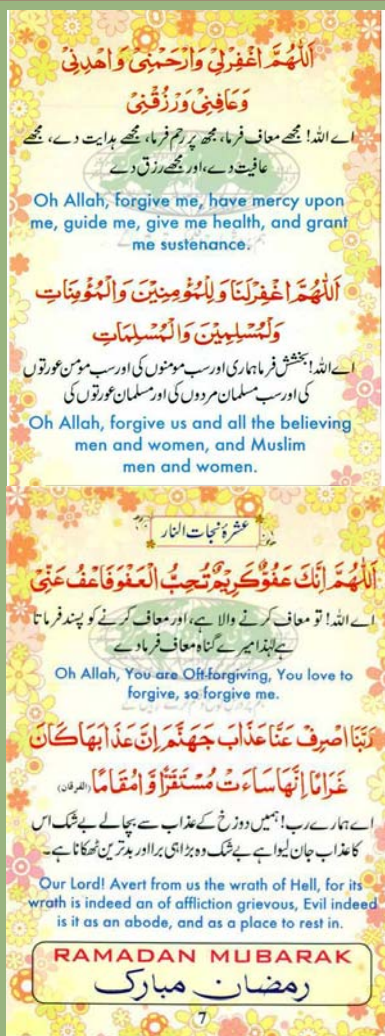 اَللّٰهُمَّ اغْفِرْلِيْ وَارْحَمْنِيْ وَاهْدِنِيْ
وَعَافِنِيْ وَرْزُقْنِيْ
اے اللہ! مجھے معاف فرما، مجھ پر رحم فرما، مجھے ہدایت دے، مجھے
عافیت دے، اور مجھے رزق دے
Oh Allah, forgive me, have mercy upon
me, guide me, give me health, and grant
me sustenance.
اَللّٰهُمَّ اغْفِرْلَنَا وَلِلْمُؤْمِنِيْنَ وَالْمُؤْمِنَاتِ
وَلْمُسْلِمِيْنَ وَالْمُسْلِمَاتِ
اے اللہ! بخشش فرما ہماری اور سب مومنوں کی اور سب مومن عورتوں
کی اور سب مسلمان مردوں کی اور مسلمان عورتوں کی
Oh Allah, forgive us and all the believing
men and women, and Muslim
men and women.
عشرۂ نجات النار
اَللّٰهُمَّ اِنَّكَ عَفُوٌّ كَرِيْمٌ تُحِبُّ الْعَفْوَ فَاعْفُ عَنِّيْ
اے اللہ! تو معاف کرنے والا ہے، اور معاف کرنے کو پسند فرماتا
ہے لہٰذا میرے گناہ معاف فرما دے
Oh Allah, You are Oft-forgiving, You love to
forgive, so forgive me.
رَبَّنَا اصْرِفْ عَنَّا عَذَابَ جَهَنَّمَ اِنَّ عَذَابَهَا كَانَ
غَرَامًا اِنَّهَا سَاءَتْ مُسْتَقَرًّا وَّ مُقَامًا (الفرقان)
اے ہمارے رب! ہمیں دوزخ کے عذاب سے بچالے بے شک اس
کا عذاب جان لیوا ہے بے شک وہ بڑا ہی برا اور بدترین ٹھکانا ہے۔
Our Lord! Avert from us the wrath of Hell, for its
wrath is indeed an of affliction grievous, Evil indeed
is it as an abode, and as a place to rest in.
RAMADAN MUBARAK
رمضان مبارک
7